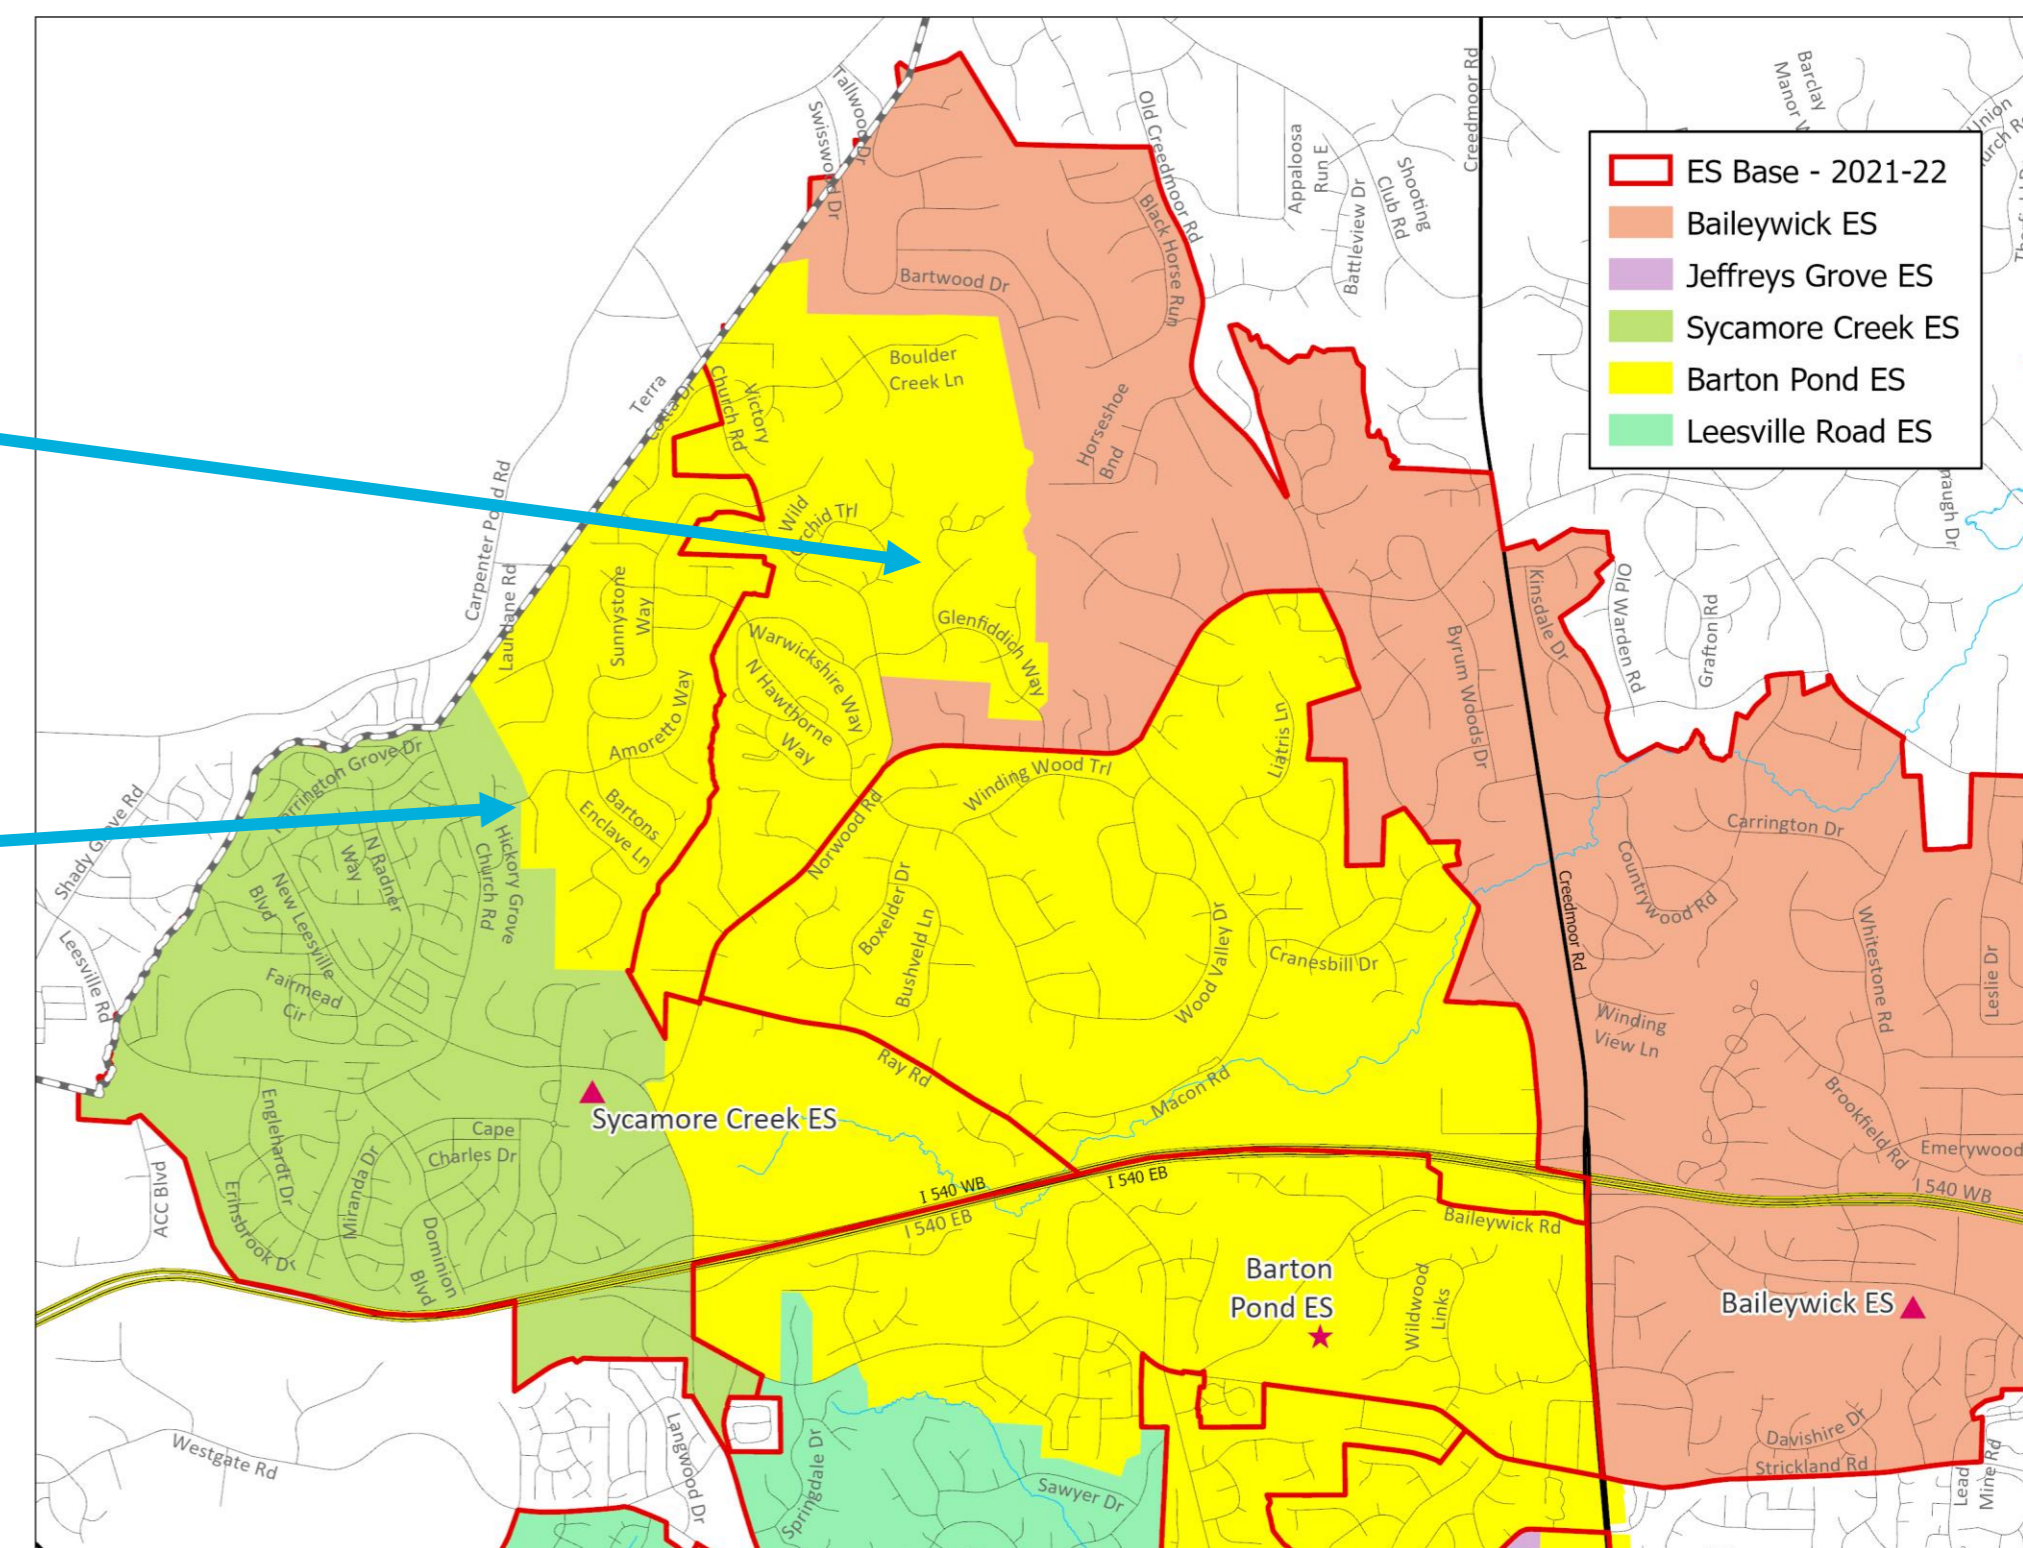 Tallwood Dr
Swisswood Dr
Old Creedmoor Rd
Creedmoor Rd
Barclay
Manor
Union
Appaloosa
Run E
Battleview Dr
Shooting
Club Rd
Black Horse Run
ES Base - 2021-22
Baileywick ES
Jeffreys Grove ES
Sycamore Creek ES
Barton Pond ES
Leesville Road ES
Bartwood Dr
Boulder
Creek Ln
Terra
Cotta Dr
Church Rd
Victory
Horseshoe
Bnd
Carpenter Pond Rd
Wild
Orchid Trl
Laurdane Rd
Sunnystone
Way
Glenfiddich Way
Warwickshire Way
N Hawthorne
Way
Amoretto Way
Kinsdale Dr
Old Warden Rd
Grafton Rd
Byrum Woods Dr
Liatris Ln
Winding Wood Trl
Harrington Grove Dr
Shady Grove Rd
Bartons
Enclave Ln
Norwood Rd
Carrington Dr
Hickory Grove
Church Rd
N Radner
Way
New Leesville
Blvd
Boxelder Dr
Bushveld Ln
Wood Valley Dr
Cranesbill Dr
Creedmoor Rd
Countrywood Rd
Whitestone Rd
Leslie Dr
Leesville Rd
Fairmead
Cir
Winding
View Ln
Ray Rd
Macon Rd
Brookfield Rd
Emerywood
Sycamore Creek ES
Englehardt Dr
Cape
Charles Dr
Miranda Dr
ACC Blvd
Erinsbrook Dr
Dominion
Blvd
I 540 WB
I 540 EB
I 540 EB
I 540 WB
Baileywick Rd
Barton
Pond ES
Wildwood
Links
Baileywick ES
Westgate Rd
Langwood Dr
Springdale Dr
Sawyer Dr
Davishire Dr
Strickland Rd
Lead
Mine Rd